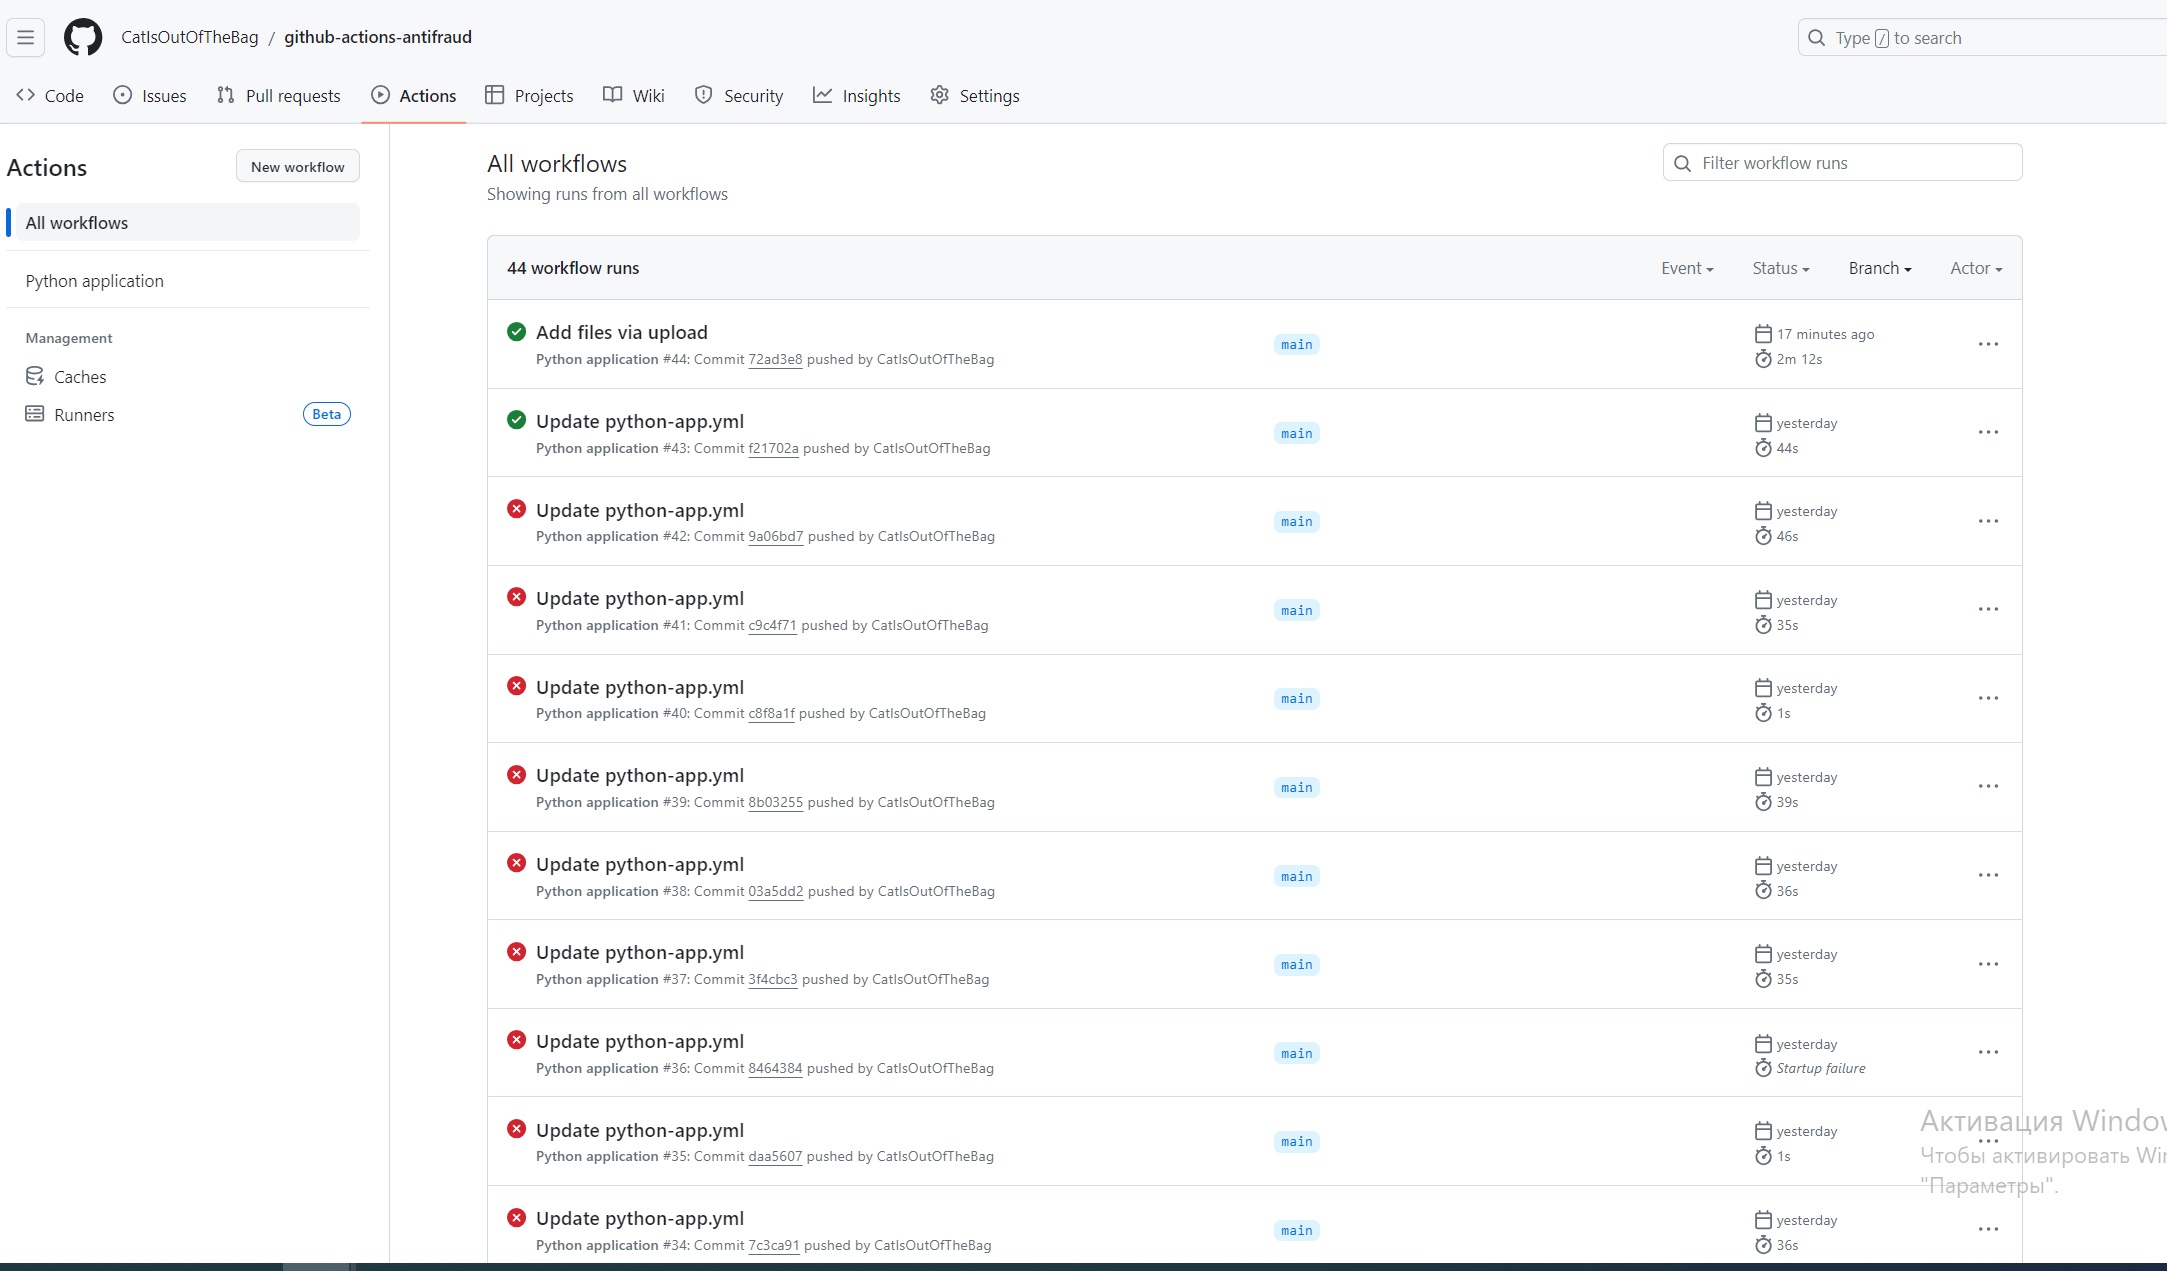 CatIsOutOfTheBag / github-actions-antifraud
Type / to search
Code Issues Pull requests Actions Projects Wiki Security Insights Settings
Actions
New workflow
All workflows
Python application
Management
Caches
Runners Beta
All workflows
Showing runs from all workflows
Filter workflow runs
44 workflow runs
Event Status Branch Actor
Add files via upload
Python application #44: Commit 72ad3e8 pushed by CatIsOutOfTheBag
main
17 minutes ago
2m 12s
Update python-app.yml
Python application #43: Commit f21702a pushed by CatIsOutOfTheBag
main
yesterday
44s
Update python-app.yml
Python application #42: Commit 9a06bd7 pushed by CatIsOutOfTheBag
main
yesterday
46s
Update python-app.yml
Python application #41: Commit c9c4f71 pushed by CatIsOutOfTheBag
main
yesterday
35s
Update python-app.yml
Python application #40: Commit c8f8a1f pushed by CatIsOutOfTheBag
main
yesterday
1s
Update python-app.yml
Python application #39: Commit 8b03255 pushed by CatIsOutOfTheBag
main
yesterday
39s
Update python-app.yml
Python application #38: Commit 03a5dd2 pushed by CatIsOutOfTheBag
main
yesterday
36s
Update python-app.yml
Python application #37: Commit 3f4cbc3 pushed by CatIsOutOfTheBag
main
yesterday
35s
Update python-app.yml
Python application #36: Commit 8464384 pushed by CatIsOutOfTheBag
main
yesterday
Startup failure
Update python-app.yml
Python application #35: Commit daa5607 pushed by CatIsOutOfTheBag
main
yesterday
1s
Update python-app.yml
Python application #34: Commit 7c3ca91 pushed by CatIsOutOfTheBag
main
yesterday
36s
Активация Window
Чтобы активировать Win
"Параметры".